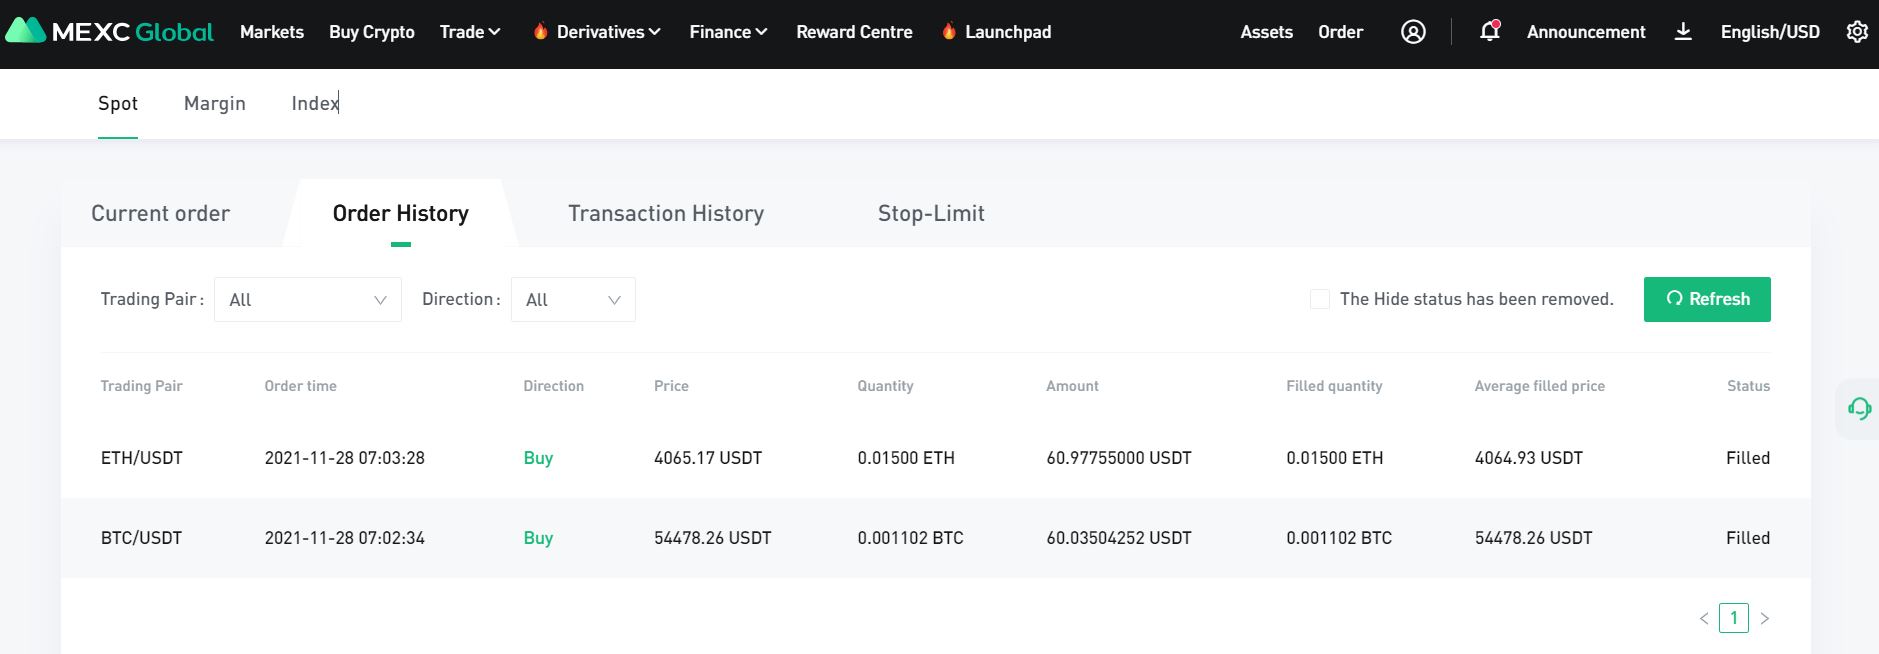 MEXC Global Markets Buy Crypto Trade Derivatives Finance Reward Centre Launchpad Assets Order Announcement English/USD
Spot Margin Index
Current order Order History Transaction History Stop-Limit
Trading Pair : All Direction : All The Hide status has been removed. Refresh
Trading Pair Order time Direction Price Quantity Amount Filled quantity Average filled price Status
ETH/USDT 2021-11-28 07:03:28 Buy 4065.17 USDT 0.01500 ETH 60.97755000 USDT 0.01500 ETH 4064.93 USDT Filled
BTC/USDT 2021-11-28 07:02:34 Buy 54478.26 USDT 0.001102 BTC 60.03504252 USDT 0.001102 BTC 54478.26 USDT Filled
< 1 >